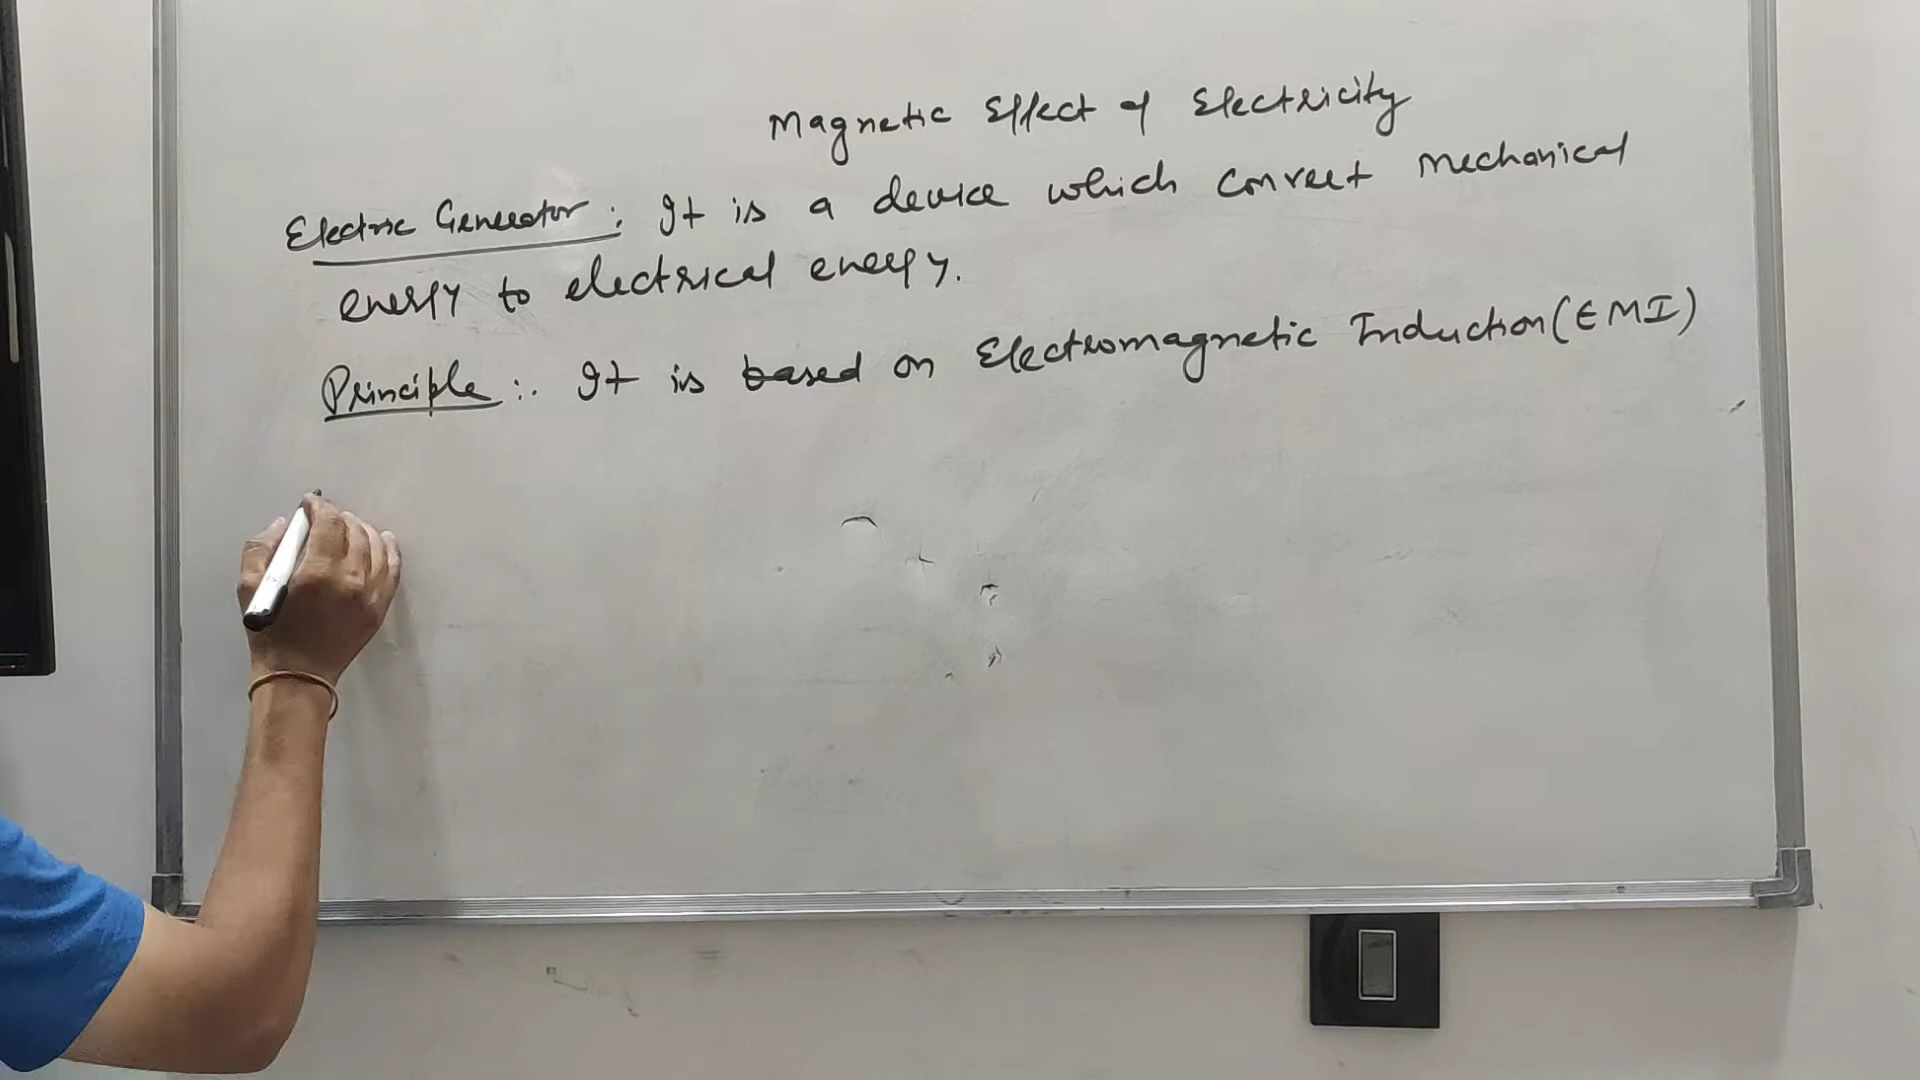 Magnetic Effect of Electricity
Electric Generator : It is a device which convert mechanical
energy to electrical energy.
Principle :. It is based on Electromagnetic Induction (EMI)